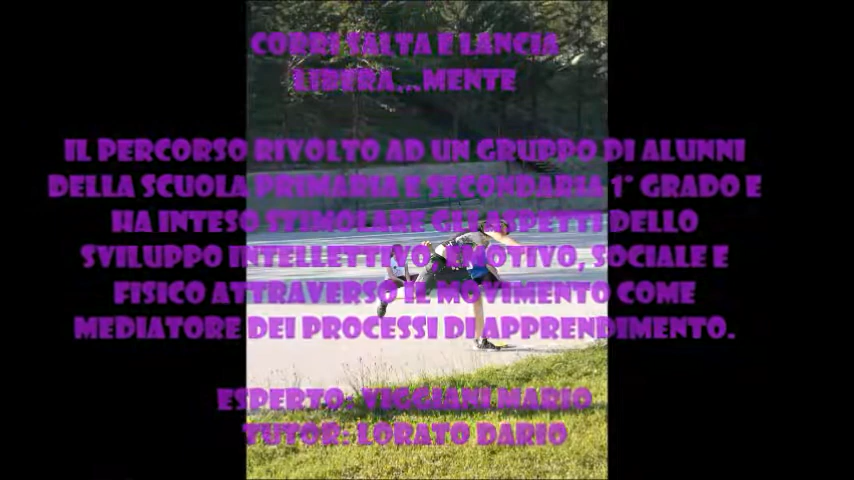 CORRI SALTA E LANCIA
LIBERA...MENTE
IL PERCORSO RIVOLTO AD UN GRUPPO DI ALUNNI
DELLA SCUOLA PRIMARIA E SECONDARIA 1° GRADO E
HA INTESO STIMOLARE GLI ASPETTI DELLO
SVILUPPO INTELLETTIVO, EMOTIVO, SOCIALE E
FISICO ATTRAVERSO IL MOVIMENTO COME
MEDIATORE DEI PROCESSI DI APPRENDIMENTO.
ESPERTO: VIGGIANI MARIO
TUTOR: LORATO DARIO